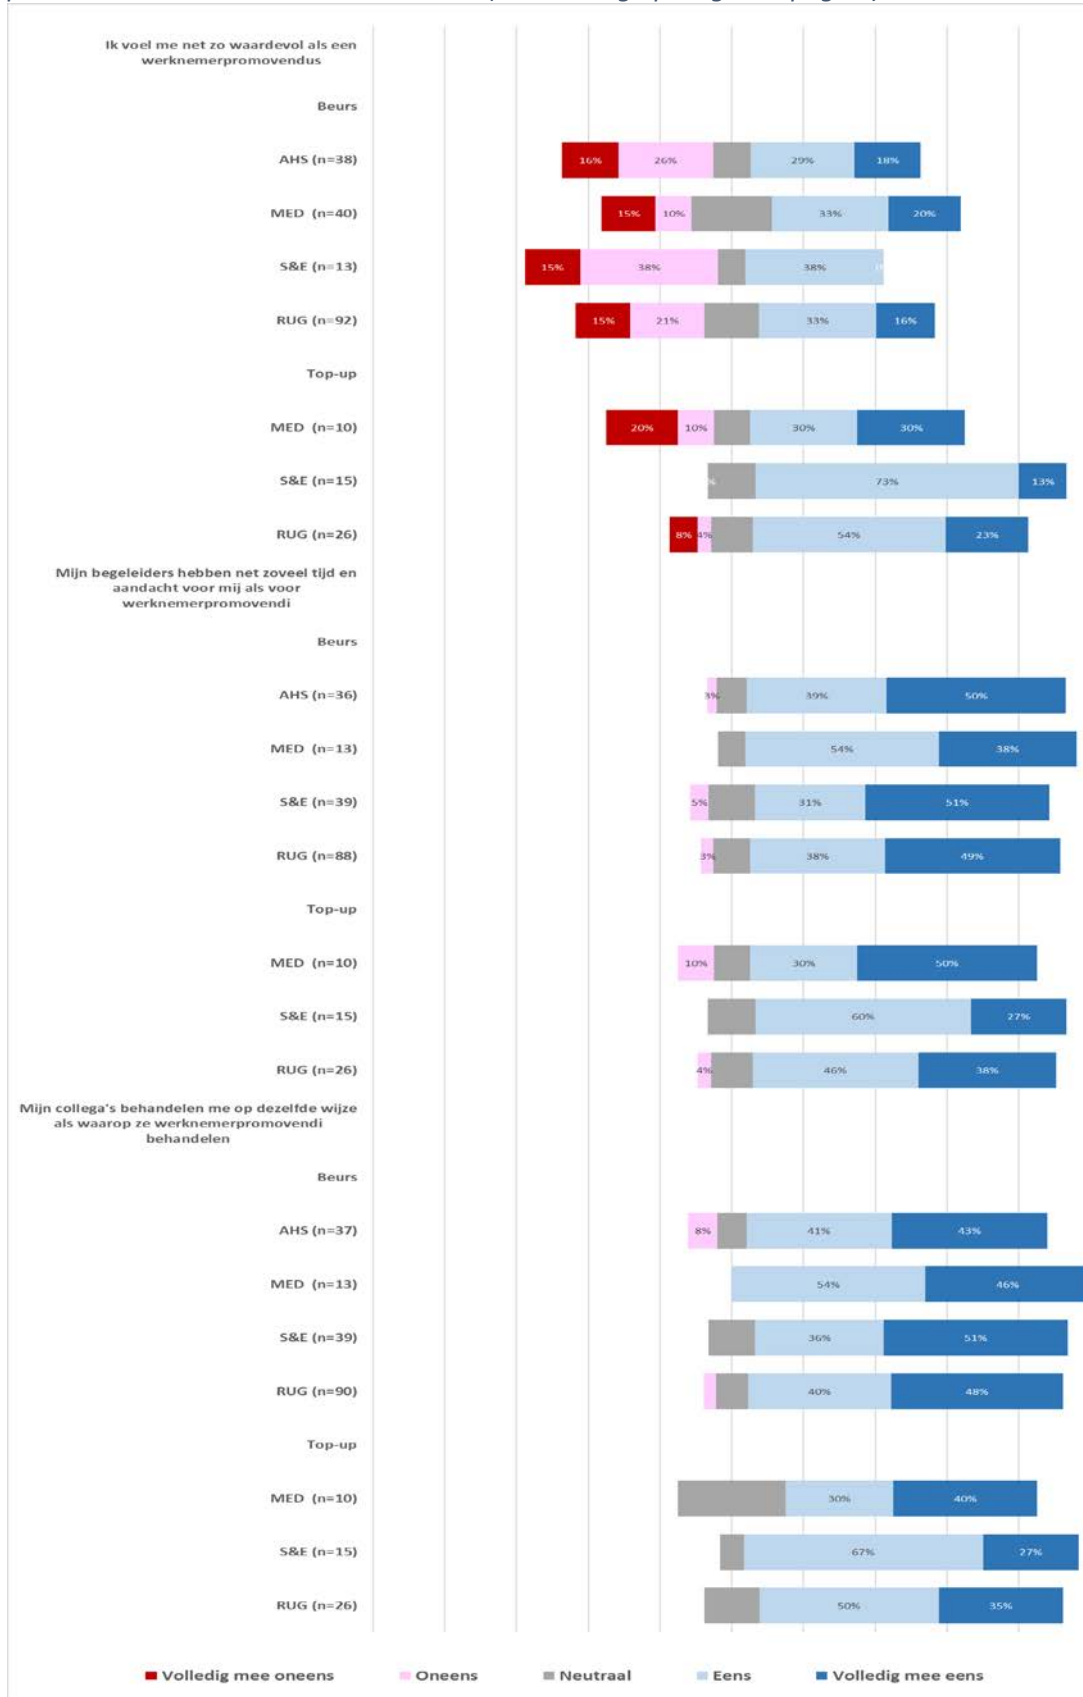 Ik voel me net zo waardevol als een
werknemerpromovendus
Beurs
AHS (n=38)
16% 26% 29% 18%
MED (n=40)
15% 10% 33% 20%
S&E (n=13)
15% 38% 38%
RUG (n=92)
15% 21% 33% 16%
Top-up
MED (n=10)
20% 10% 30% 30%
S&E (n=15)
73% 13%
RUG (n=26)
8% 4% 54% 23%
Mijn begeleiders hebben net zoveel tijd en
aandacht voor mij als voor
werknemerpromovendi
Beurs
AHS (n=36)
3% 39% 50%
MED (n=13)
54% 38%
S&E (n=39)
5% 31% 51%
RUG (n=88)
3% 38% 49%
Top-up
MED (n=10)
10% 30% 50%
S&E (n=15)
60% 27%
RUG (n=26)
4% 46% 38%
Mijn collega's behandelen me op dezelfde wijze
als waarop ze werknemerpromovendi
behandelen
Beurs
AHS (n=37)
8% 41% 43%
MED (n=13)
54% 46%
S&E (n=39)
36% 51%
RUG (n=90)
40% 48%
Top-up
MED (n=10)
30% 40%
S&E (n=15)
67% 27%
RUG (n=26)
50% 35%
Volledig mee oneens Oneens Neutraal Eens Volledig mee eens